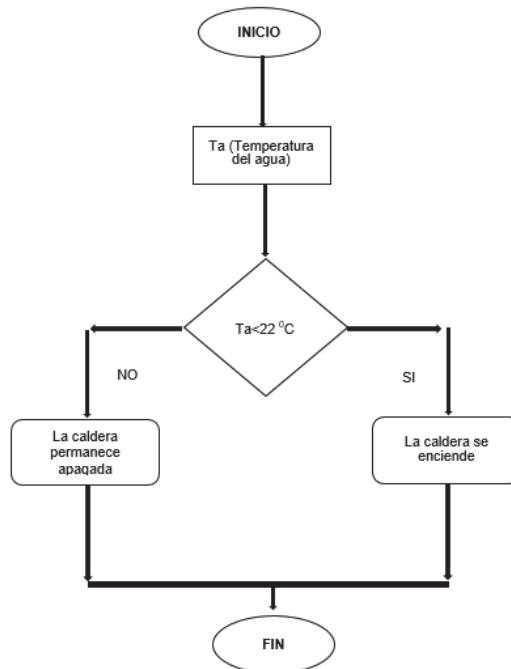 INICIO
Ta (Temperatura
del agua)
Ta<22 ⁰C
NO
SI
La caldera
permanece
apagada
La caldera se
enciende
FIN